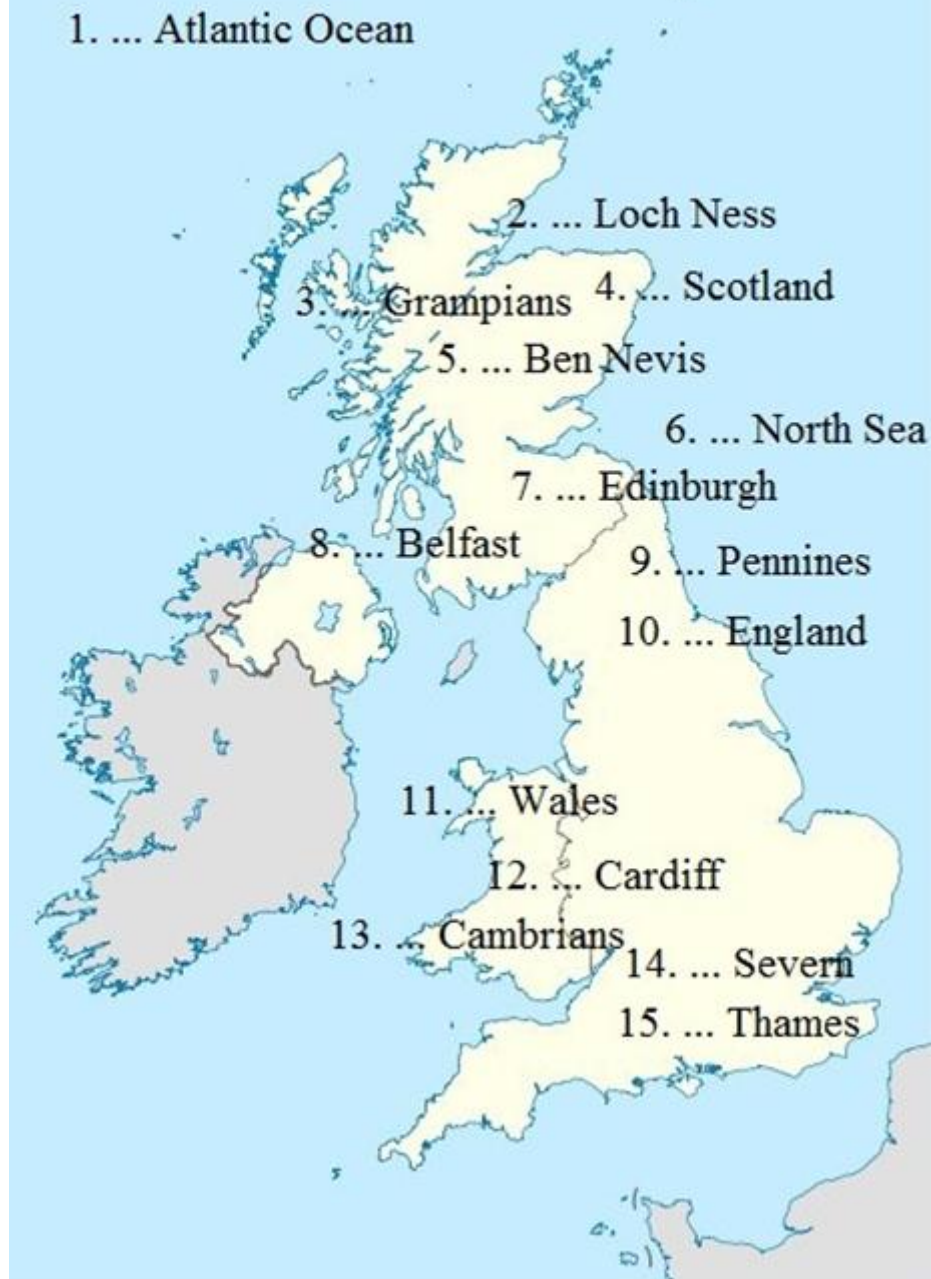 1. ... Atlantic Ocean
2. ... Loch Ness
3. ... Grampians
4. ... Scotland
5. ... Ben Nevis
6. ... North Sea
7. ... Edinburgh
8. ... Belfast
9. ... Pennines
10. ... England
11. ... Wales
12. ... Cardiff
13. ... Cambrians
14. ... Severn
15. ... Thames